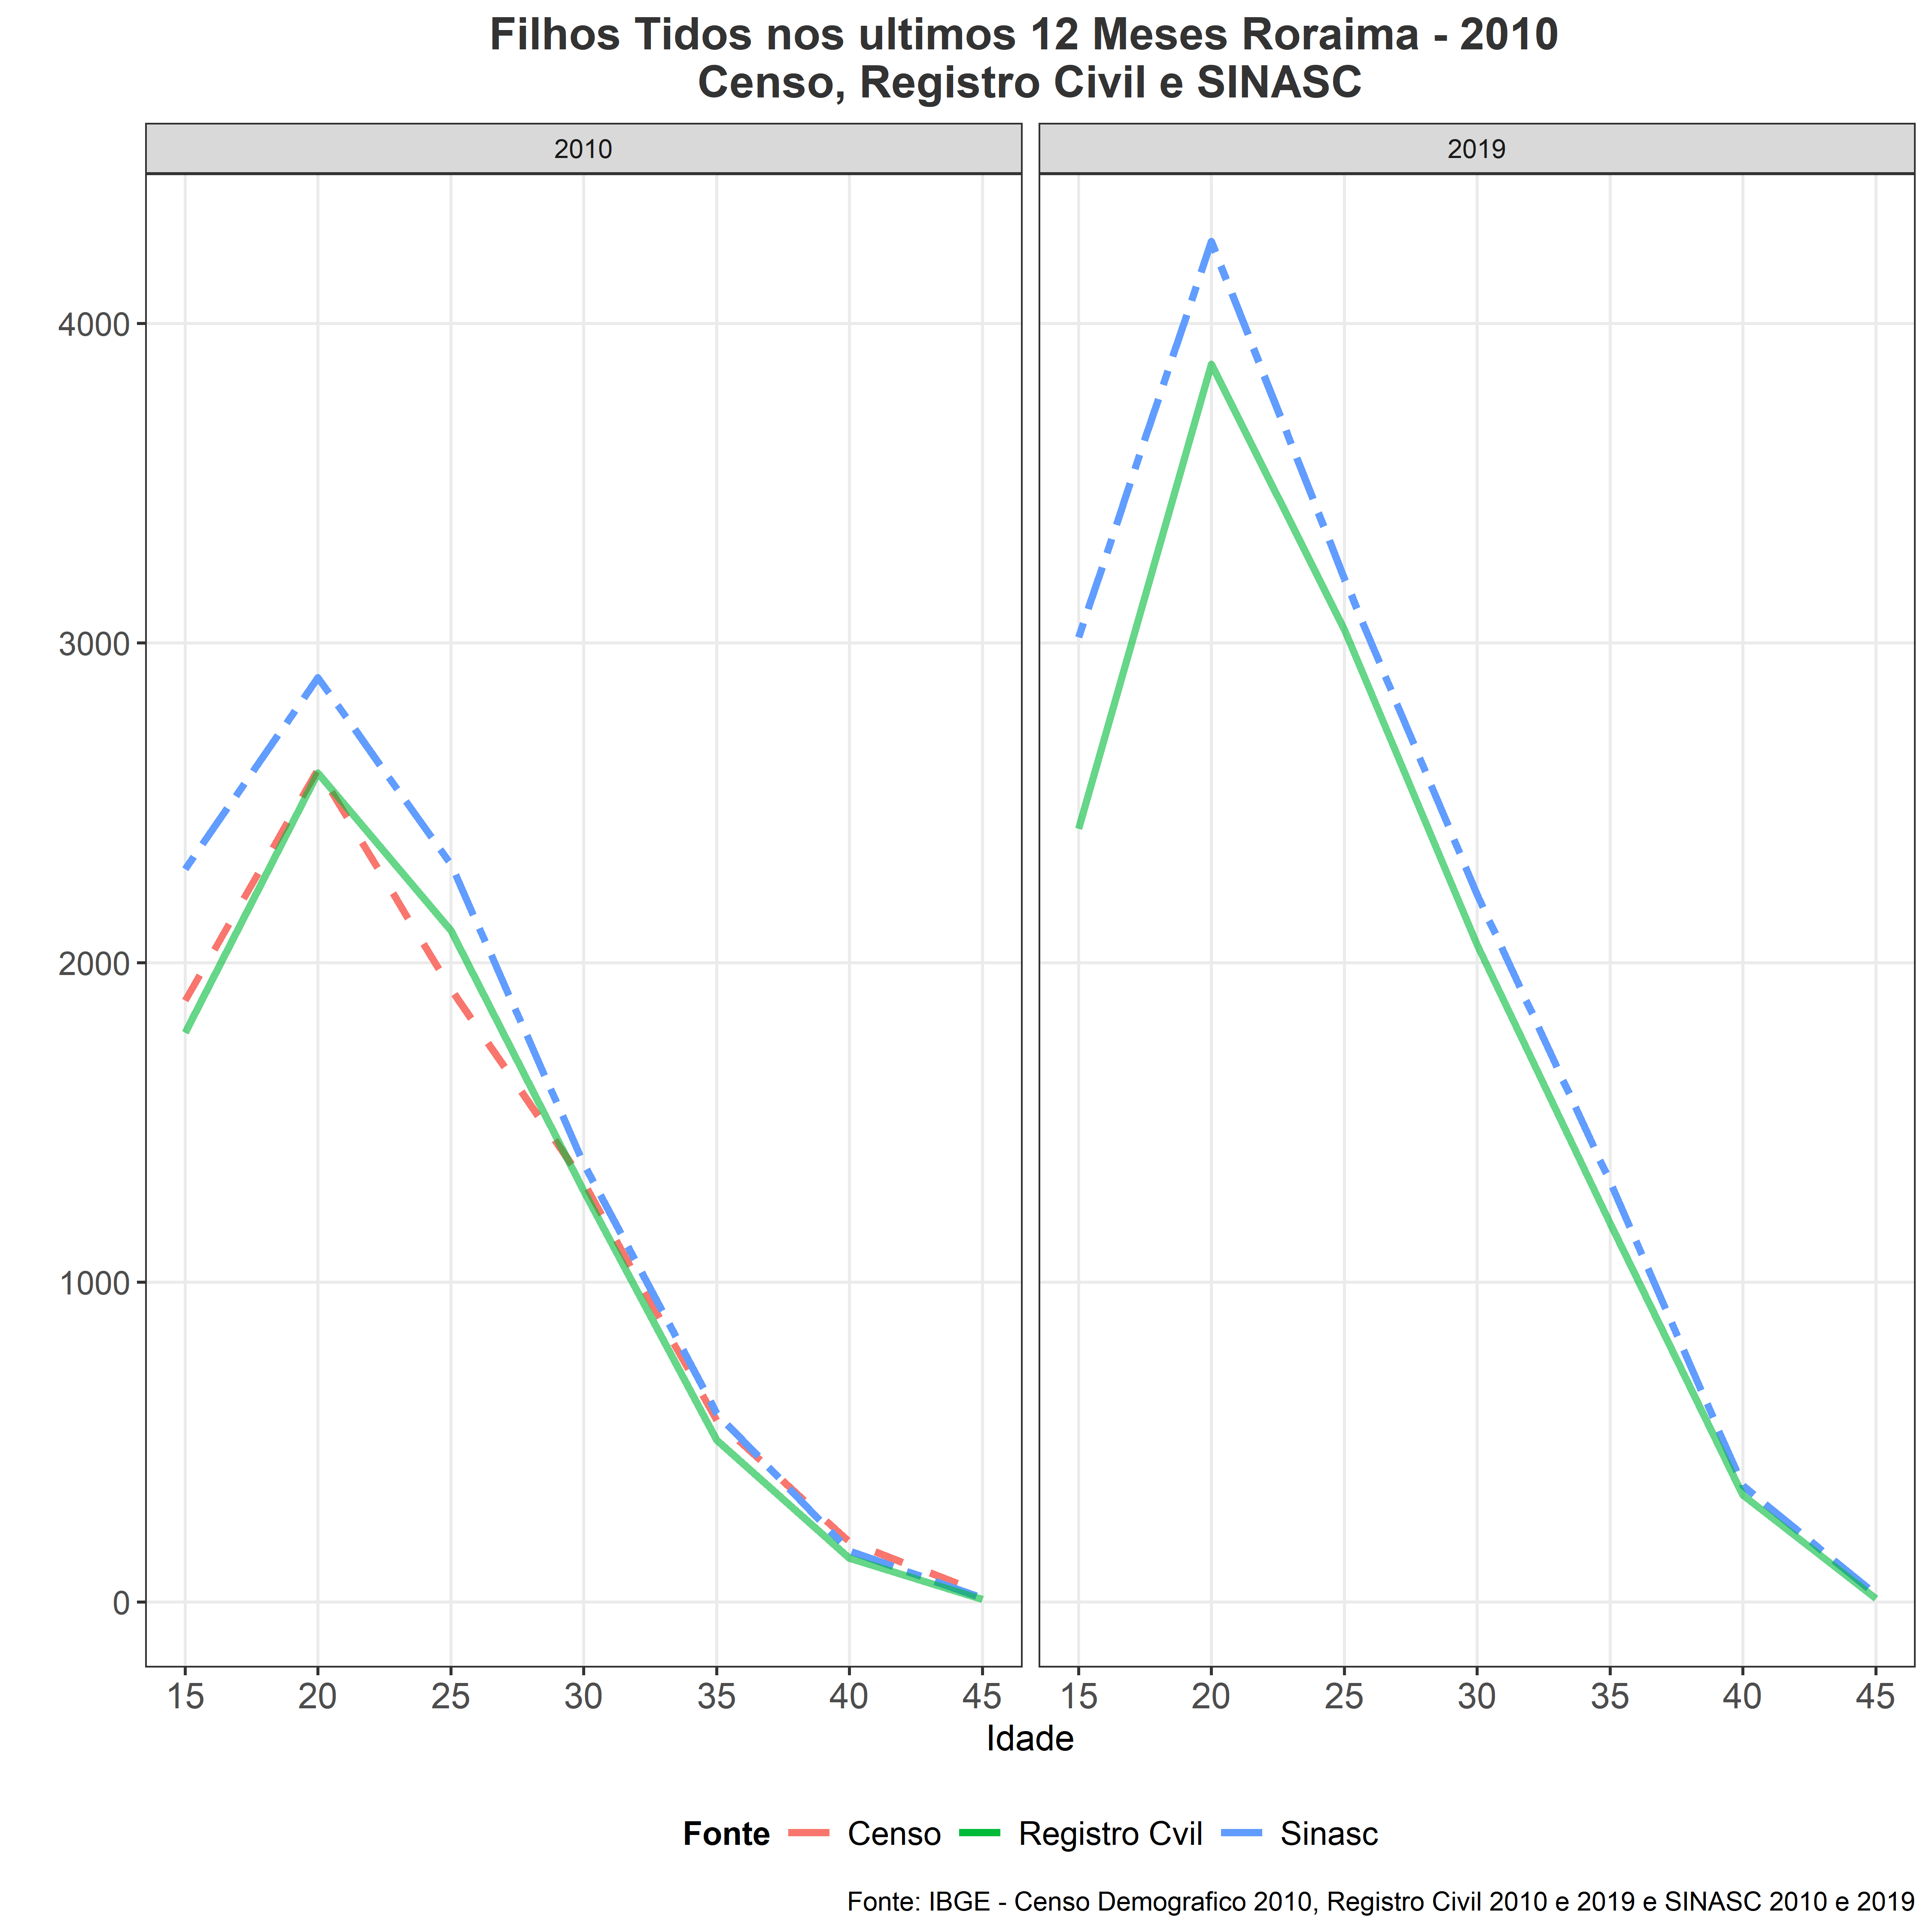 Filhos Tidos nos ultimos 12 Meses Roraima - 2010
Censo, Registro Civil e SINASC
2010
2019
4000
3000
2000
1000
0
15 20 25 30 35 40 45
15 20 25 30 35 40 45
Idade
Fonte Censo Registro Cvil Sinasc
Fonte: IBGE - Censo Demografico 2010, Registro Civil 2010 e 2019 e SINASC 2010 e 2019